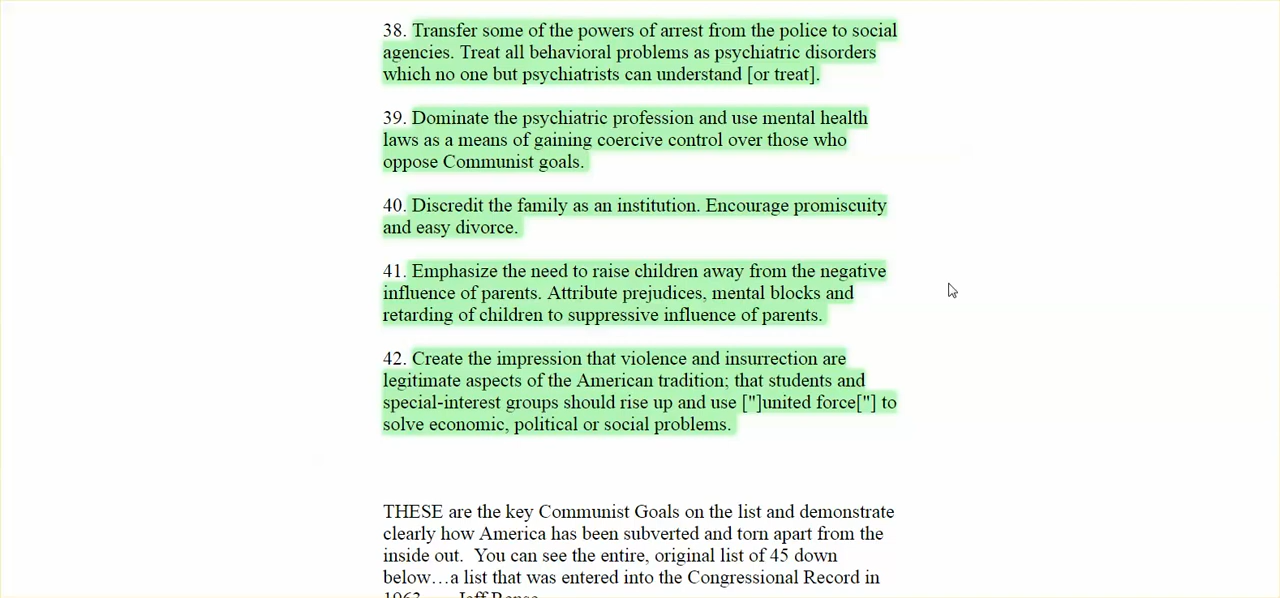 38. Transfer some of the powers of arrest from the police to social
agencies. Treat all behavioral problems as psychiatric disorders
which no one but psychiatrists can understand [or treat].
39. Dominate the psychiatric profession and use mental health
laws as a means of gaining coercive control over those who
oppose Communist goals.
40. Discredit the family as an institution. Encourage promiscuity
and easy divorce.
41. Emphasize the need to raise children away from the negative
influence of parents. Attribute prejudices, mental blocks and
retarding of children to suppressive influence of parents.
42. Create the impression that violence and insurrection are
legitimate aspects of the American tradition; that students and
special-interest groups should rise up and use ["]united force["] to
solve economic, political or social problems.
THESE are the key Communist Goals on the list and demonstrate
clearly how America has been subverted and torn apart from the
inside out.  You can see the entire, original list of 45 down
below…a list that was entered into the Congressional Record in